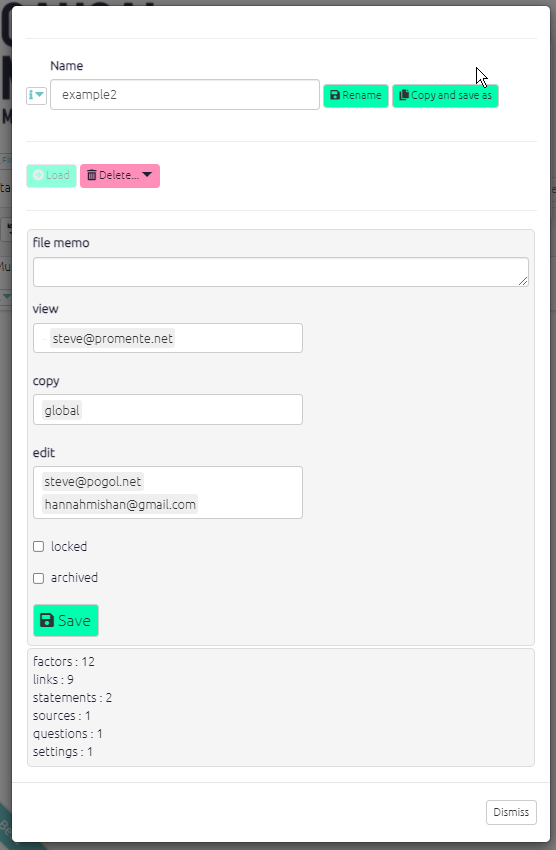 Name
example2
Rename
Copy and save as
Load
Delete...
file memo
view
steve@promente.net
copy
global
edit
steve@pogol.net
hannahmishan@gmail.com
locked
archived
Save
factors : 12
links : 9
statements : 2
sources : 1
questions : 1
settings : 1
Dismiss